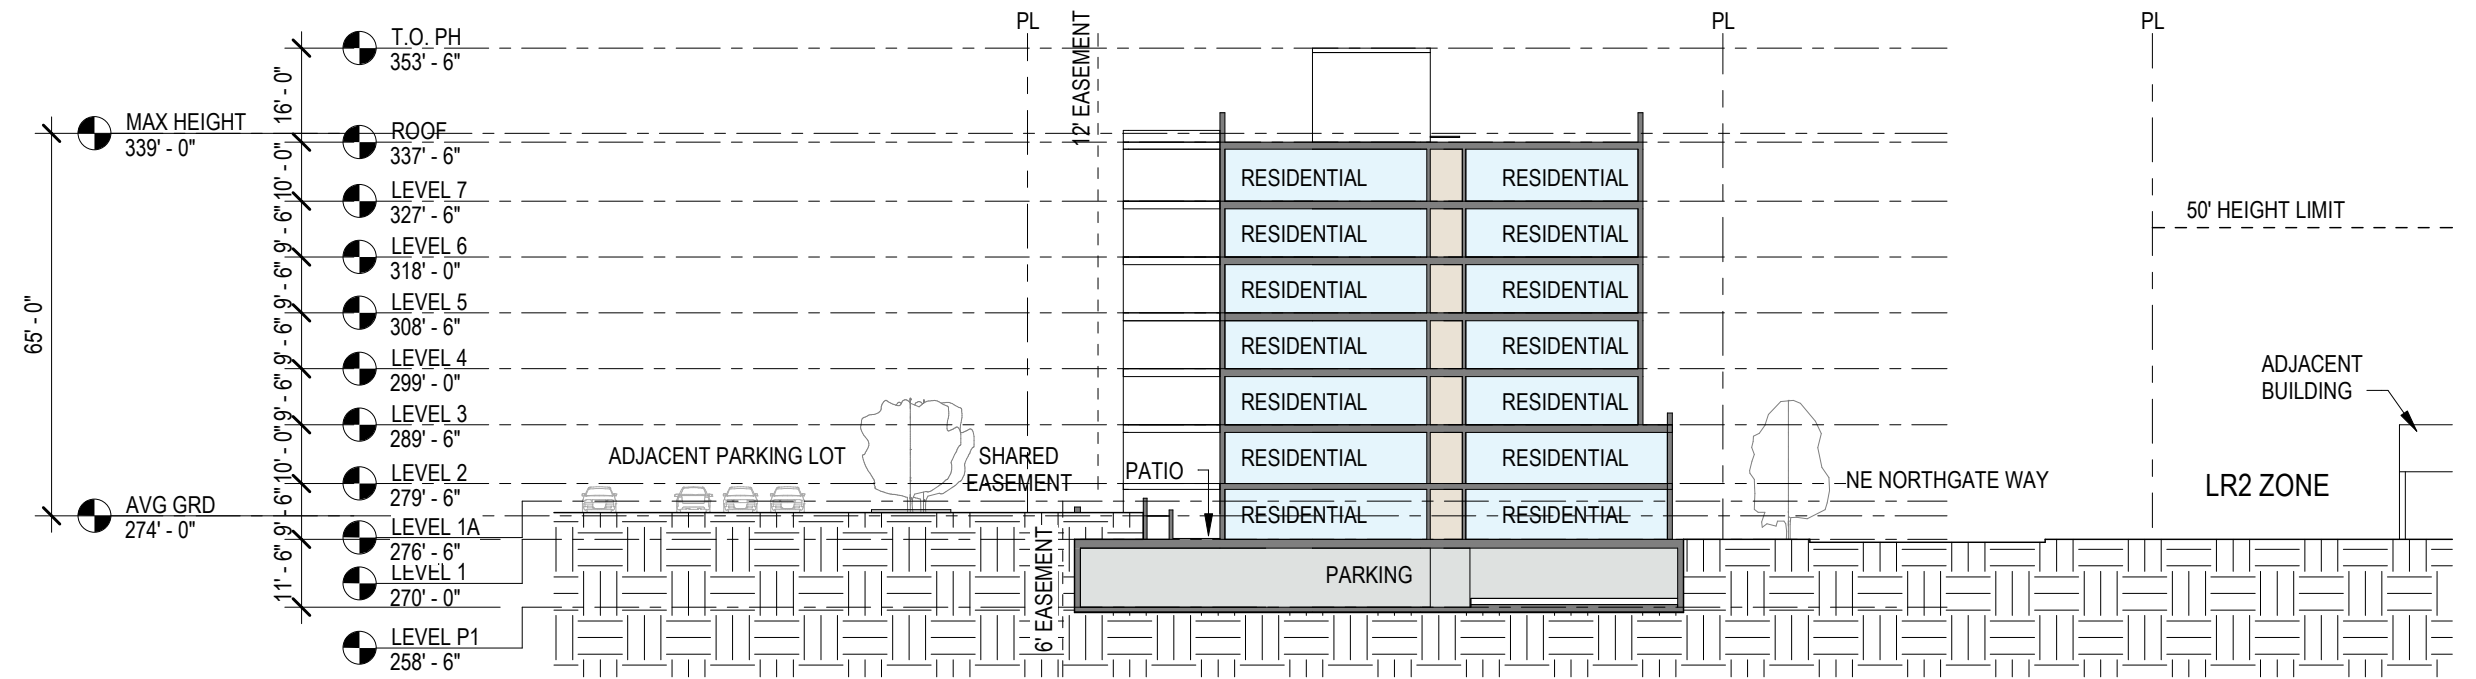 PL
PL
PL
T.O. PH
353' - 6"
16' - 0"
12' EASEMENT
MAX HEIGHT
339' - 0"
ROOF
337' - 6"
10' - 0"
LEVEL 7
327' - 6"
9' - 6"
LEVEL 6
318' - 0"
9' - 6"
LEVEL 5
308' - 6"
9' - 6"
LEVEL 4
299' - 0"
9' - 6"
LEVEL 3
289' - 6"
10' - 0"
LEVEL 2
279' - 6"
9' - 6"
AVG GRD
274' - 0"
LEVEL 1A
276' - 6"
LEVEL 1
270' - 0"
11' - 6"
LEVEL P1
258' - 6"
65' - 0"
RESIDENTIAL RESIDENTIAL
RESIDENTIAL RESIDENTIAL
RESIDENTIAL RESIDENTIAL
RESIDENTIAL RESIDENTIAL
RESIDENTIAL RESIDENTIAL
RESIDENTIAL RESIDENTIAL
RESIDENTIAL RESIDENTIAL
PARKING
ADJACENT PARKING LOT
SHARED
EASEMENT
PATIO
6' EASEMENT
NE NORTHGATE WAY
50' HEIGHT LIMIT
ADJACENT
BUILDING
LR2 ZONE